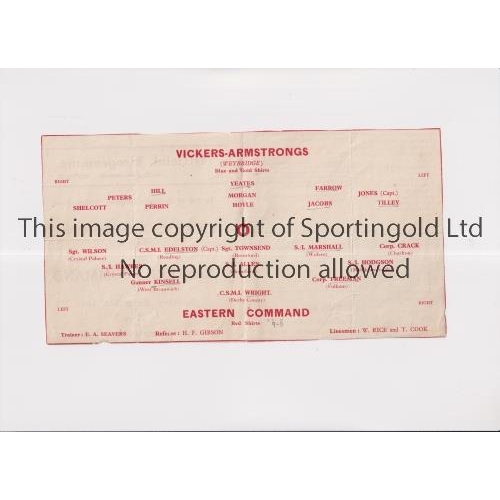 VICKERS-ARMSTRONGS
(WEYBRIDGE)
Blue and Gold Shirts
RIGHT
LEFT
YEATES
PETERS HILL FARROW JONES (Capt.)
MORGAN
SHELCOTT PERRIN HOYLE JACOBS TILLEY
This image copyright of Sportingold Ltd
Sgt. WILSON C.S.M.I. EDELSTON (Capt.) Sgt. TOWNSEND S.I. MARSHALL Corp. CRACK
(Crystal Palace) (Reading) (Brentford) (Wolves) (Charlton)
S.I. S.I. HODGSON
No reproduction allowed
Gunner KINSELL Corp. FREEMAN
(West Bromwich) (Fulham)
C.S.M.I. WRIGHT.
(Derby County)
LEFT
RIGHT
EASTERN COMMAND
Red Shirts
Trainer: E. A. SEAVERS Referee: H. P. GIBSON Linesmen: W. RICE and T. COOK